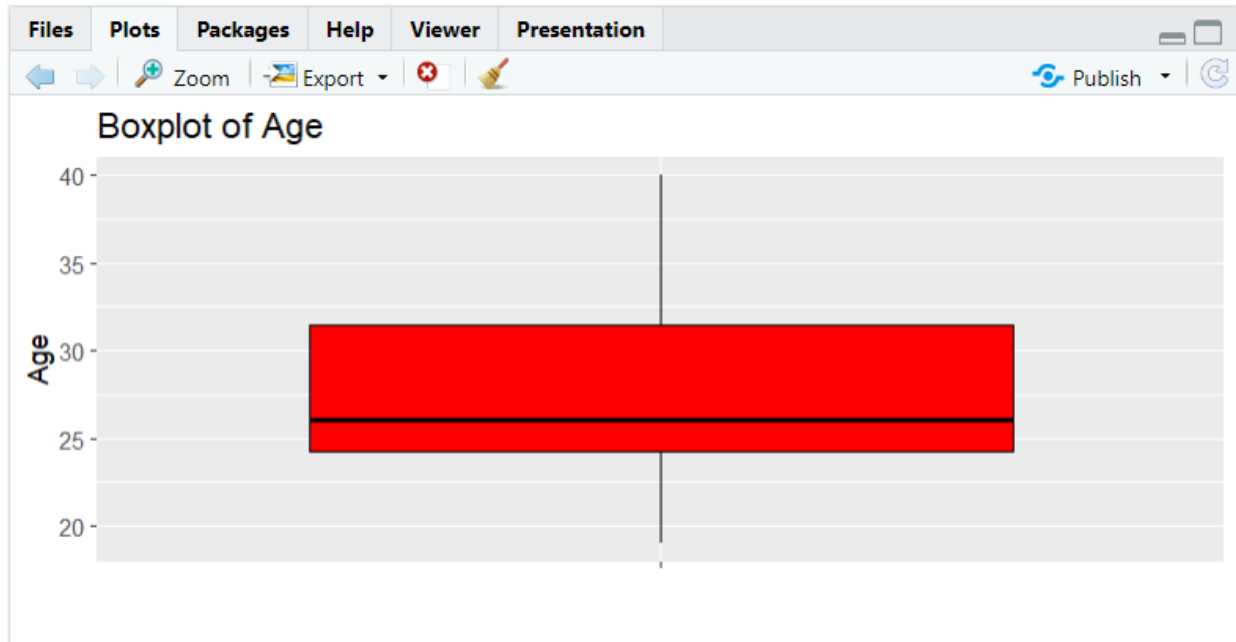 Files Plots Packages Help Viewer Presentation
Zoom Export Publish
Boxplot of Age
40
35
Age
30
25
20